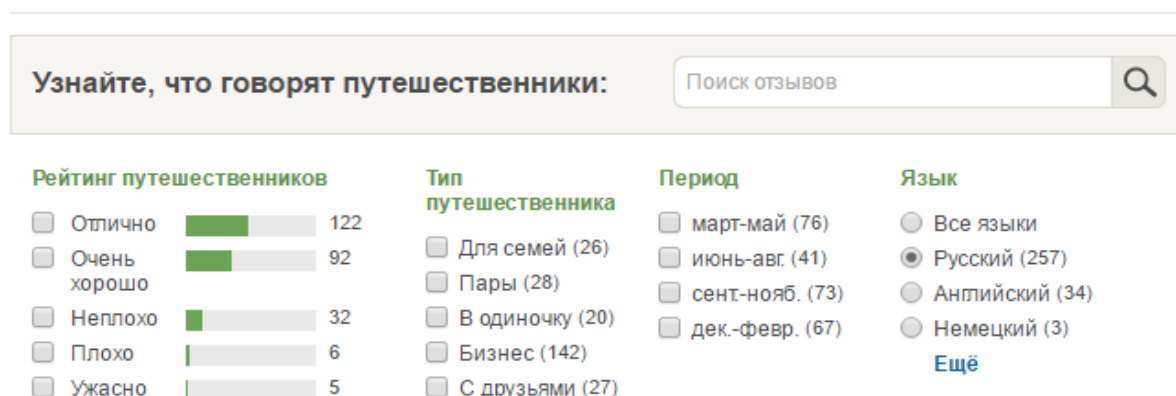 Узнайте, что говорят путешественники:
Поиск отзывов
Рейтинг путешественников
Отлично 122
Очень
хорошо 92
Неплохо 32
Плохо 6
Ужасно 5
Тип
путешественника
Для семей (26)
Пары (28)
В одиночку (20)
Бизнес (142)
С друзьями (27)
Период
март-май (76)
июнь-авг. (41)
сент.-нояб. (73)
дек.-февр. (67)
Язык
Все языки
Русский (257)
Английский (34)
Немецкий (3)
Ещё